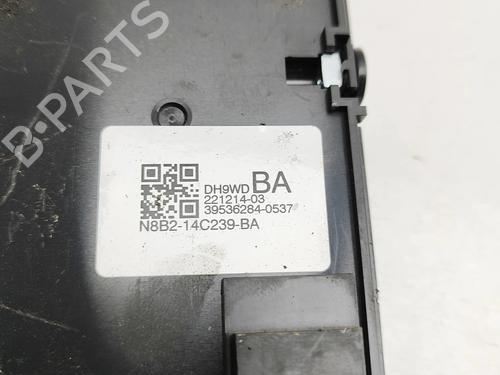 B-PARTS
DH9WD BA
221214-03
39536284-0537
N8B2-14C239-BA